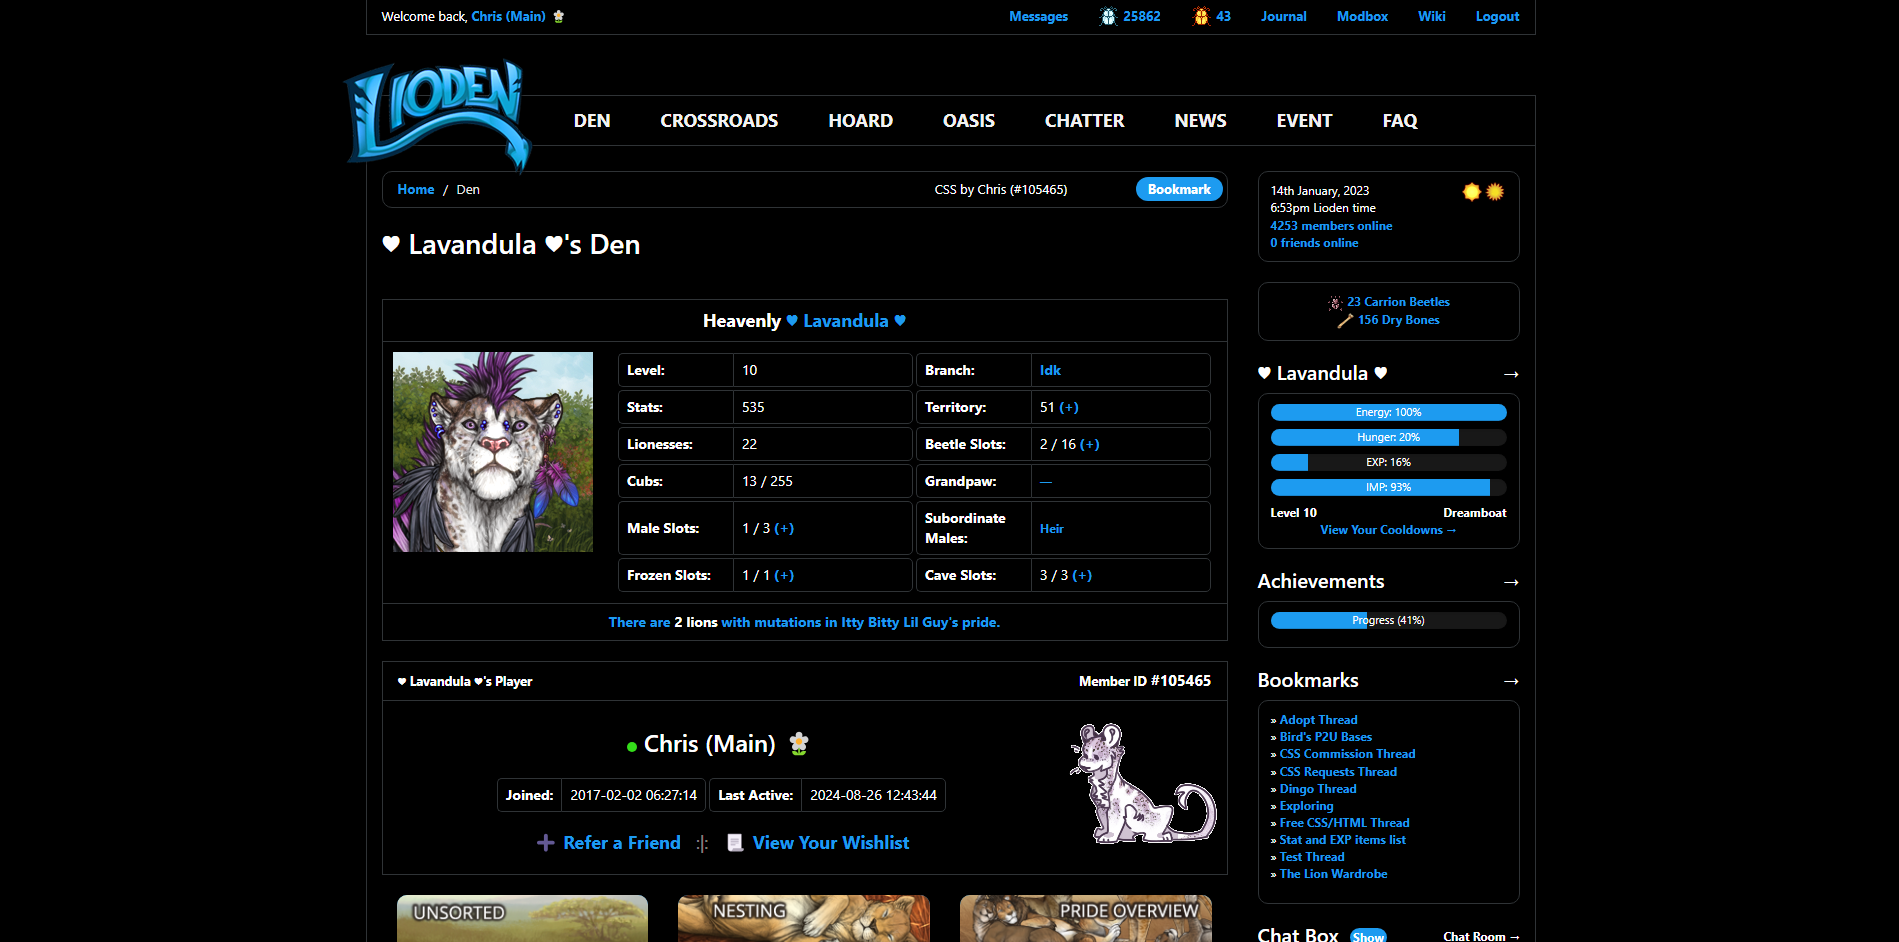 Welcome back, Chris (Main)
Messages 25862 43 Journal Modbox Wiki Logout
LIODEN
DEN CROSSROADS HOARD OASIS CHATTER NEWS EVENT FAQ
Home / Den CSS by Chris (#105465) Bookmark
♥ Lavandula ♥'s Den
Heavenly ♥ Lavandula ♥
Level: 10 Branch: Idk
Stats: 535 Territory: 51 (+)
Lionesses: 22 Beetle Slots: 2 / 16 (+)
Cubs: 13 / 255 Grandpaw: —
Male Slots: 1 / 3 (+) Subordinate
Males: Heir
Frozen Slots: 1 / 1 (+) Cave Slots: 3 / 3 (+)
There are 2 lions with mutations in Itty Bitty Lil Guy's pride.
♥ Lavandula ♥'s Player Member ID #105465
Chris (Main)
Joined: 2017-02-02 06:27:14 Last Active: 2024-08-26 12:43:44
Refer a Friend :|: View Your Wishlist
UNSORTED NESTING PRIDE OVERVIEW
14th January, 2023
6:53pm Lioden time
4253 members online
0 friends online
23 Carrion Beetles
156 Dry Bones
♥ Lavandula ♥ →
Energy: 100%
Hunger: 20%
EXP: 16%
IMP: 93%
Level 10 Dreamboat
View Your Cooldowns →
Achievements →
Progress (41%)
Bookmarks →
» Adopt Thread
» Bird's P2U Bases
» CSS Commission Thread
» CSS Requests Thread
» Dingo Thread
» Exploring
» Free CSS/HTML Thread
» Stat and EXP items list
» Test Thread
» The Lion Wardrobe
Chat Box Show Chat Room →